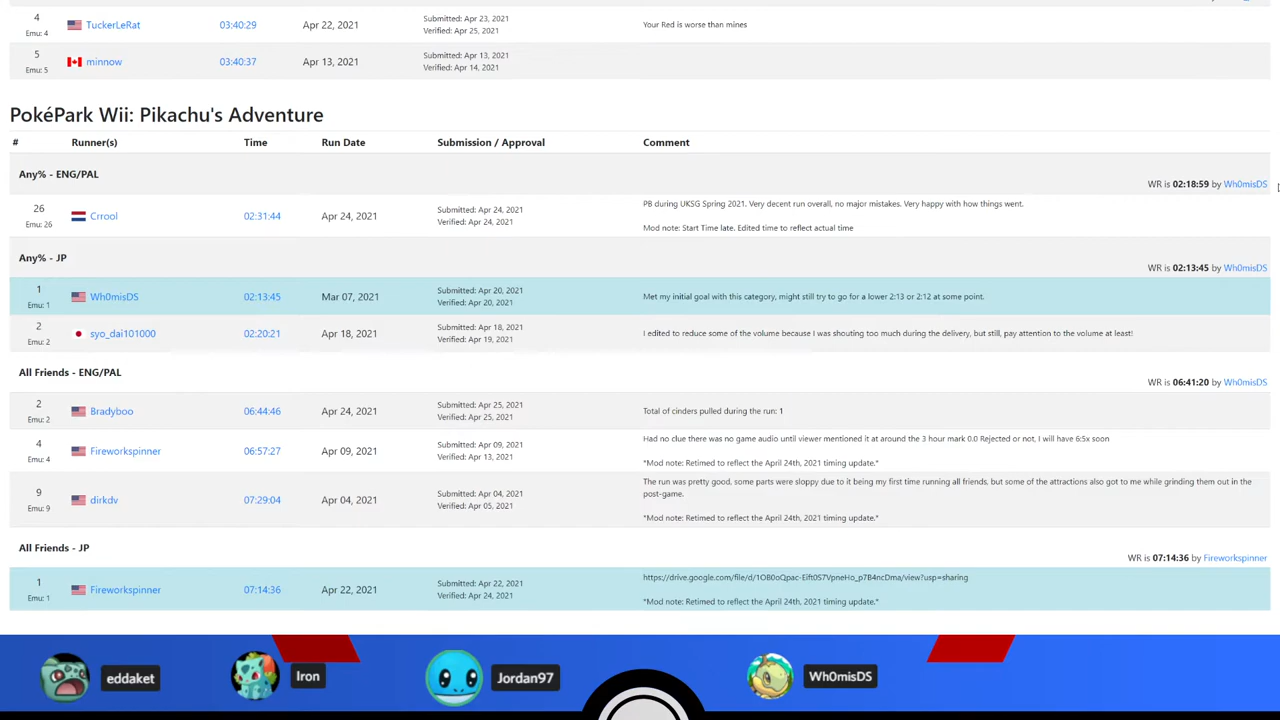 4
Emu: 4
TuckerLeRat
03:40:29
Apr 22, 2021
Submitted: Apr 23, 2021
Verified: Apr 25, 2021
Your Red is worse than mines
5
Emu: 5
minnow
03:40:37
Apr 13, 2021
Submitted: Apr 13, 2021
Verified: Apr 14, 2021
PokéPark Wii: Pikachu's Adventure
# Runner(s) Time Run Date Submission / Approval Comment
Any% - ENG/PAL
WR is 02:18:59 by Wh0misDS
26
Emu: 26
Crrool
02:31:44
Apr 24, 2021
Submitted: Apr 24, 2021
Verified: Apr 24, 2021
PB during UKSG Spring 2021. Very decent run overall, no major mistakes. Very happy with how things went.
Mod note: Start Time late. Edited time to reflect actual time
Any% - JP
WR is 02:13:45 by Wh0misDS
1
Emu: 1
Wh0misDS
02:13:45
Mar 07, 2021
Submitted: Apr 20, 2021
Verified: Apr 20, 2021
Met my initial goal with this category, might still try to go for a lower 2:13 or 2:12 at some point.
2
Emu: 2
syo_dai101000
02:20:21
Apr 18, 2021
Submitted: Apr 18, 2021
Verified: Apr 19, 2021
I edited to reduce some of the volume because I was shouting too much during the delivery, but still, pay attention to the volume at least!
All Friends - ENG/PAL
WR is 06:41:20 by Wh0misDS
2
Emu: 2
Bradyboo
06:44:46
Apr 24, 2021
Submitted: Apr 25, 2021
Verified: Apr 25, 2021
Total of cinders pulled during the run: 1
4
Emu: 4
Fireworkspinner
06:57:27
Apr 09, 2021
Submitted: Apr 09, 2021
Verified: Apr 13, 2021
Had no clue there was no game audio until viewer mentioned it at around the 3 hour mark 0.0 Rejected or not, I will have 6:5x soon
*Mod note: Retimed to reflect the April 24th, 2021 timing update.*
9
Emu: 9
dirkdv
07:29:04
Apr 04, 2021
Submitted: Apr 04, 2021
Verified: Apr 05, 2021
The run was pretty good, some parts were sloppy due to it being my first time running all friends, but some of the attractions also got to me while grinding them out in the
post-game.
*Mod note: Retimed to reflect the April 24th, 2021 timing update.*
All Friends - JP
WR is 07:14:36 by Fireworkspinner
1
Emu: 1
Fireworkspinner
07:14:36
Apr 22, 2021
Submitted: Apr 22, 2021
Verified: Apr 24, 2021
https://drive.google.com/file/d/1OB0oQpac-Eift0S7VpneHo_p7B4ncDma/view?usp=sharing
*Mod note: Retimed to reflect the April 24th, 2021 timing update.*
eddaket
Iron
Jordan97
Wh0misDS